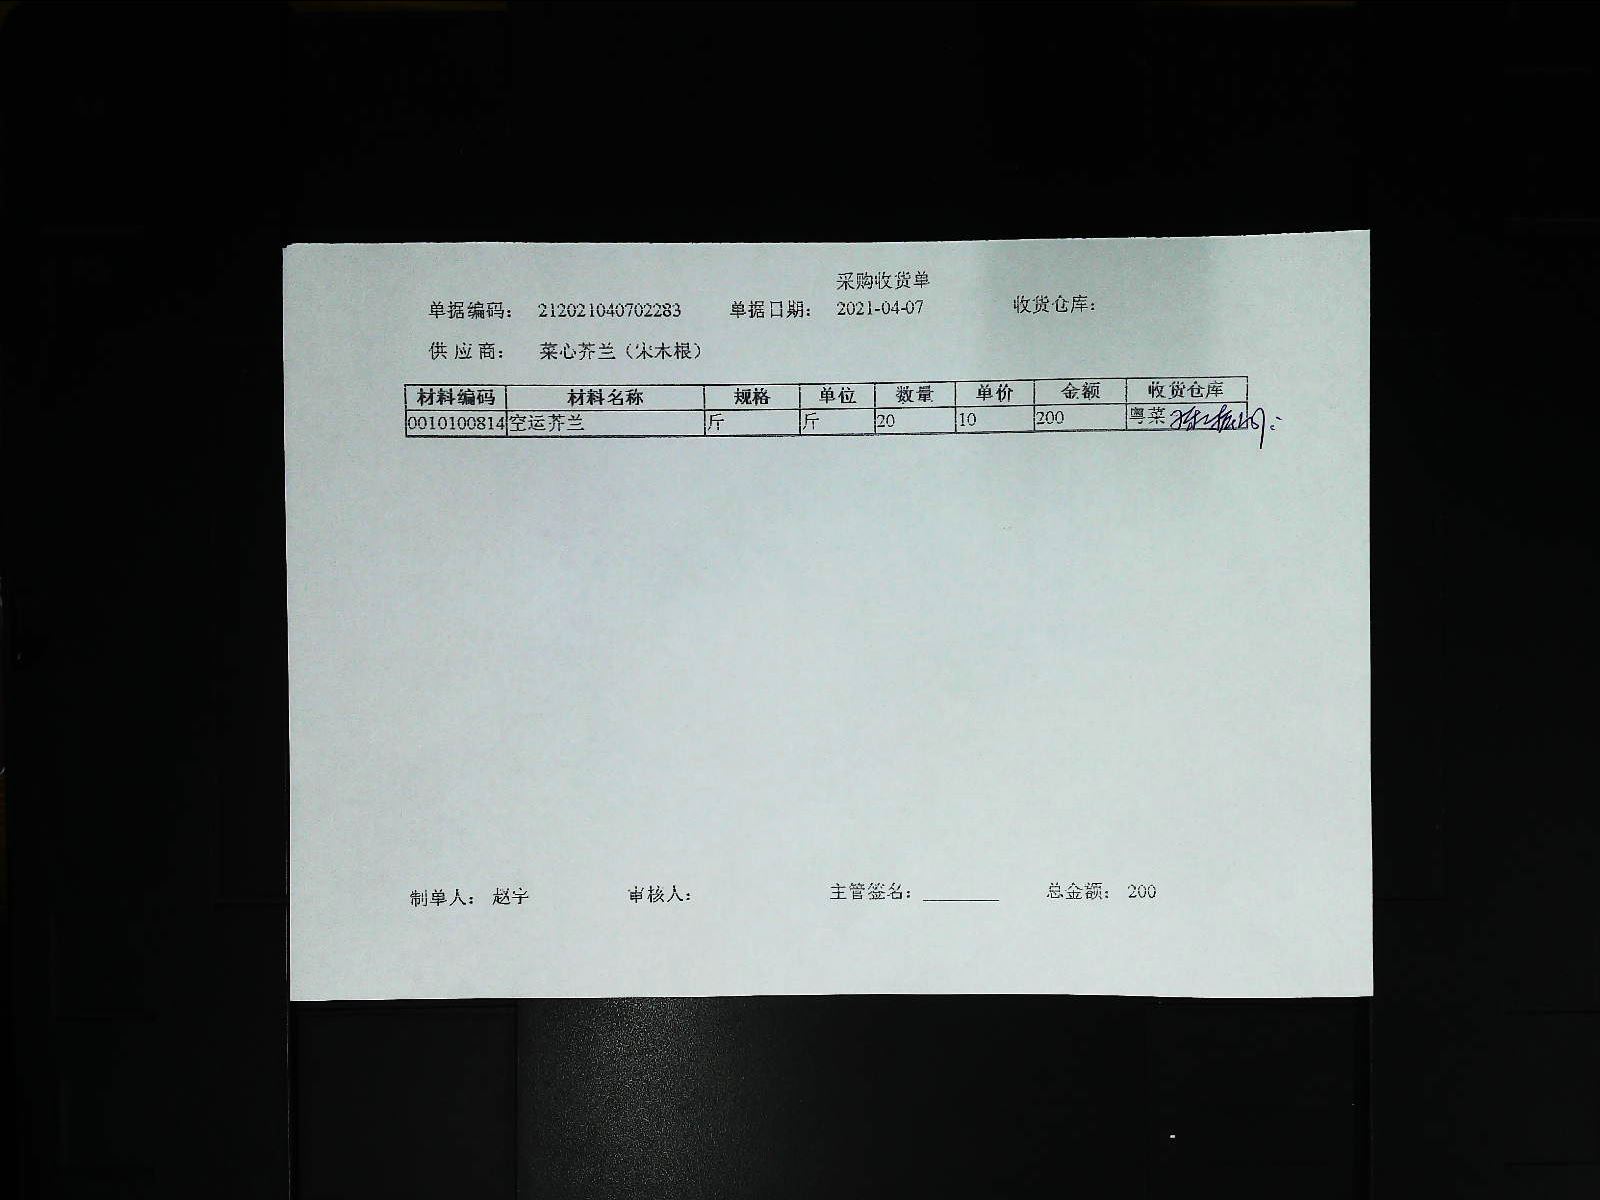 采购收货单
单据编码： 212021040702283 单据日期： 2021-04-07 收货仓库：
供 应 商： 菜心芥兰（宋木根）
材料编码 材料名称 规格 单位 数量 单价 金额 收货仓库
0010100814 空运芥兰 斤 斤 20 10 200 粤菜
制单人： 赵宇 审核人： 主管签名： ________ 总金额： 200